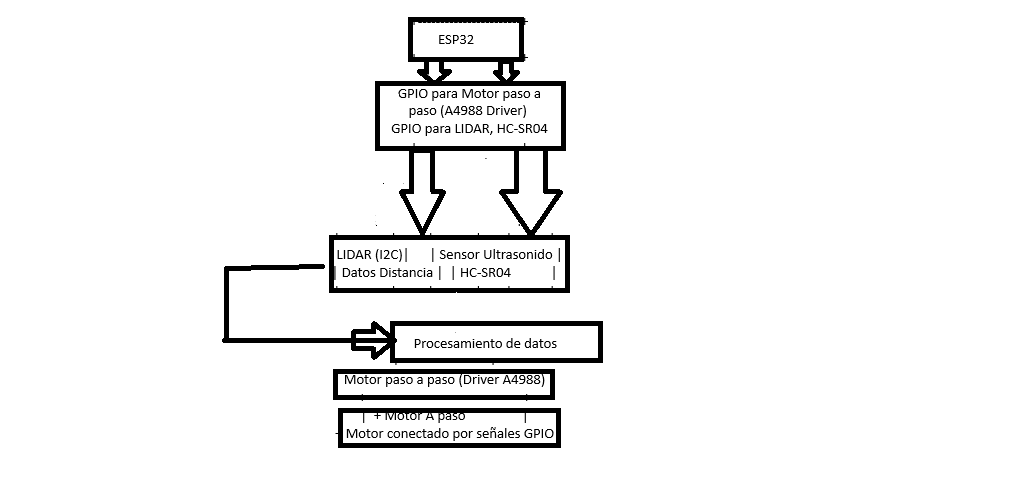 ESP32
GPIO para Motor paso a
paso (A4988 Driver)
GPIO para LIDAR, HC-SR04
LIDAR (I2C)| | Sensor Ultrasonido |
| Datos Distancia | | HC-SR04 |
Procesamiento de datos
Motor paso a paso (Driver A4988)
| + Motor A paso |
Motor conectado por señales GPIO